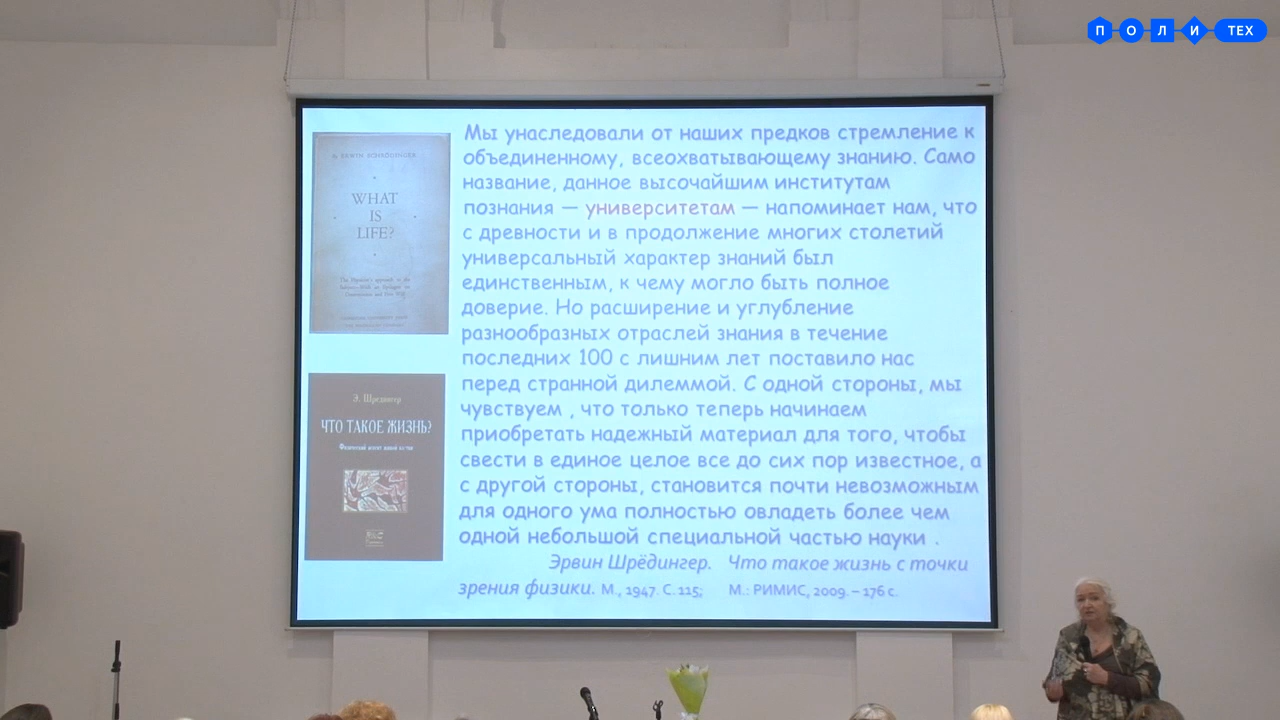 ПОЛИТЕХ
by ERWIN SCHRODINGER
WHAT
IS
LIFE?
Э. Шредингер
ЧТО ТАКОЕ ЖИЗНЬ?
Мы унаследовали от наших предков стремление к
объединенному, всеохватывающему знанию. Само
название, данное высочайшим институтам
познания — университетам — напоминает нам, что
с древности и в продолжение многих столетий
универсальный характер знаний был
единственным, к чему могло быть полное
доверие. Но расширение и углубление
разнообразных отраслей знания в течение
последних 100 с лишним лет поставило нас
перед странной дилеммой. С одной стороны, мы
чувствуем , что только теперь начинаем
приобретать надежный материал для того, чтобы
свести в единое целое все до сих пор известное, а
с другой стороны, становится почти невозможным
для одного ума полностью овладеть более чем
одной небольшой специальной частью науки .
Эрвин Шрёдингер. Что такое жизнь с точки
зрения физики. М., 1947. С. 115; М.: РИМИС, 2009. – 176 с.